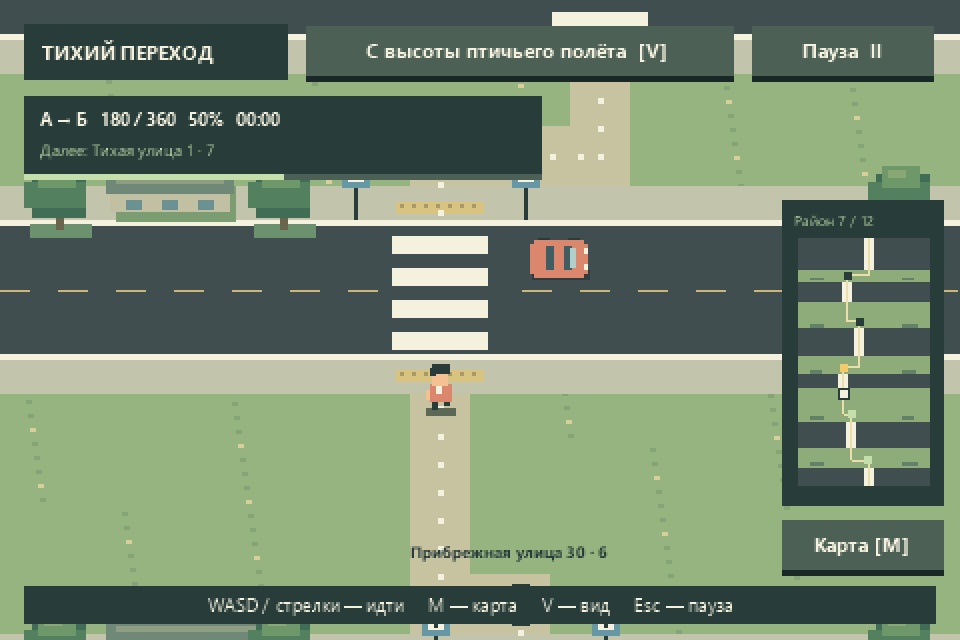 ТИХИЙ ПЕРЕХОД
С высоты птичьего полёта [V]
Пауза II
А — Б 180 / 360 50% 00:00
Далее: Тихая улица 1 · 7
Район 7 / 12
Прибрежная улица 30 · 6
Карта [M]
WASD / стрелки — идти M — карта V — вид Esc — пауза